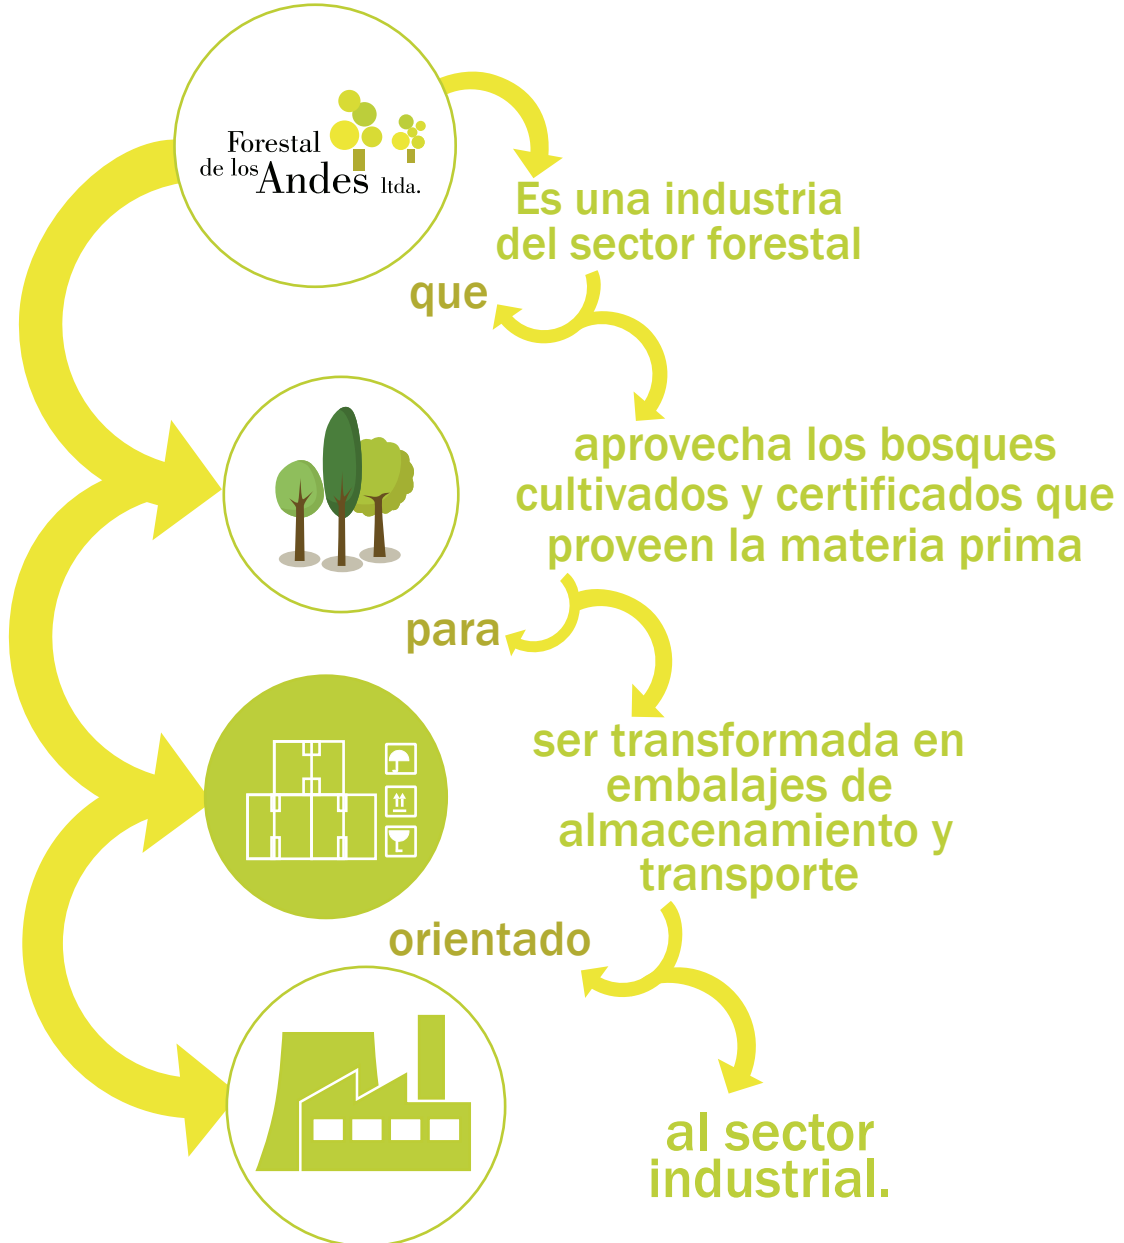 Forestal
de los Andes ltda.
Es una industria
del sector forestal
que
aprovecha los bosques
cultivados y certificados que
proveen la materia prima
para
ser transformada en
embalajes de
almacenamiento y
transporte
orientado
al sector
industrial.